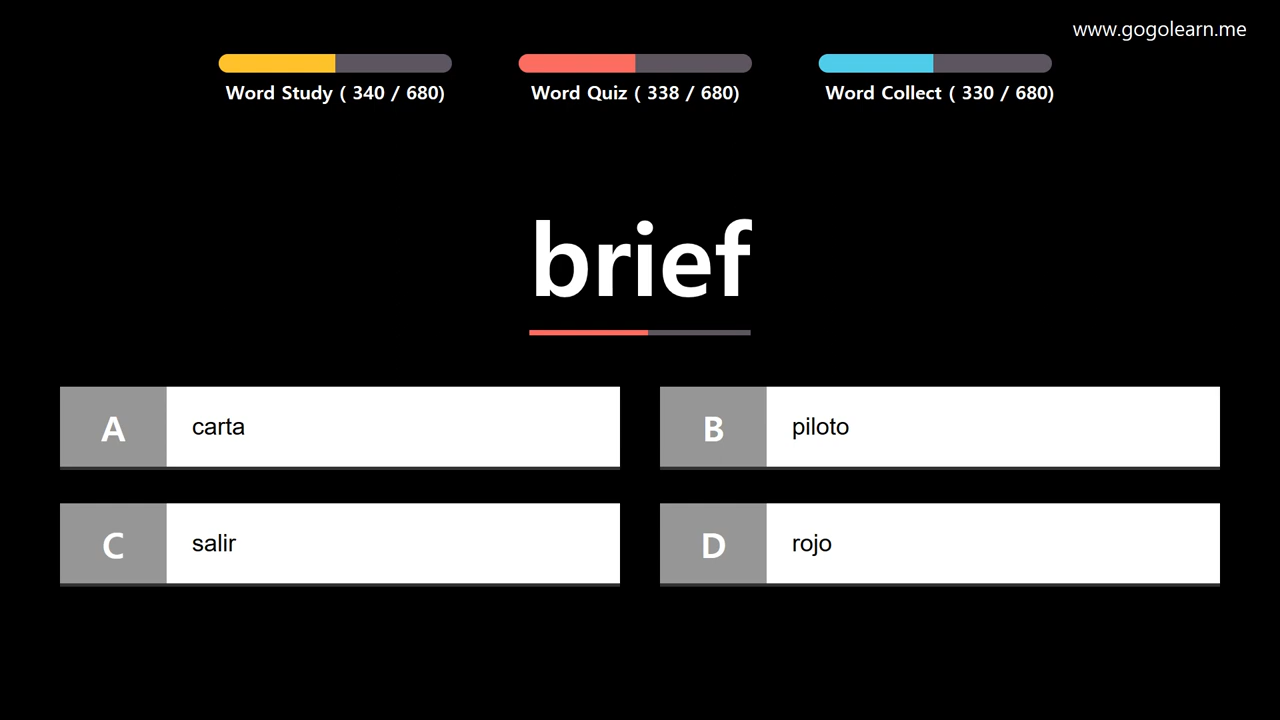 www.gogolearn.me
Word Study ( 340 / 680)
Word Quiz ( 338 / 680)
Word Collect ( 330 / 680)
brief
A carta
B piloto
C salir
D rojo